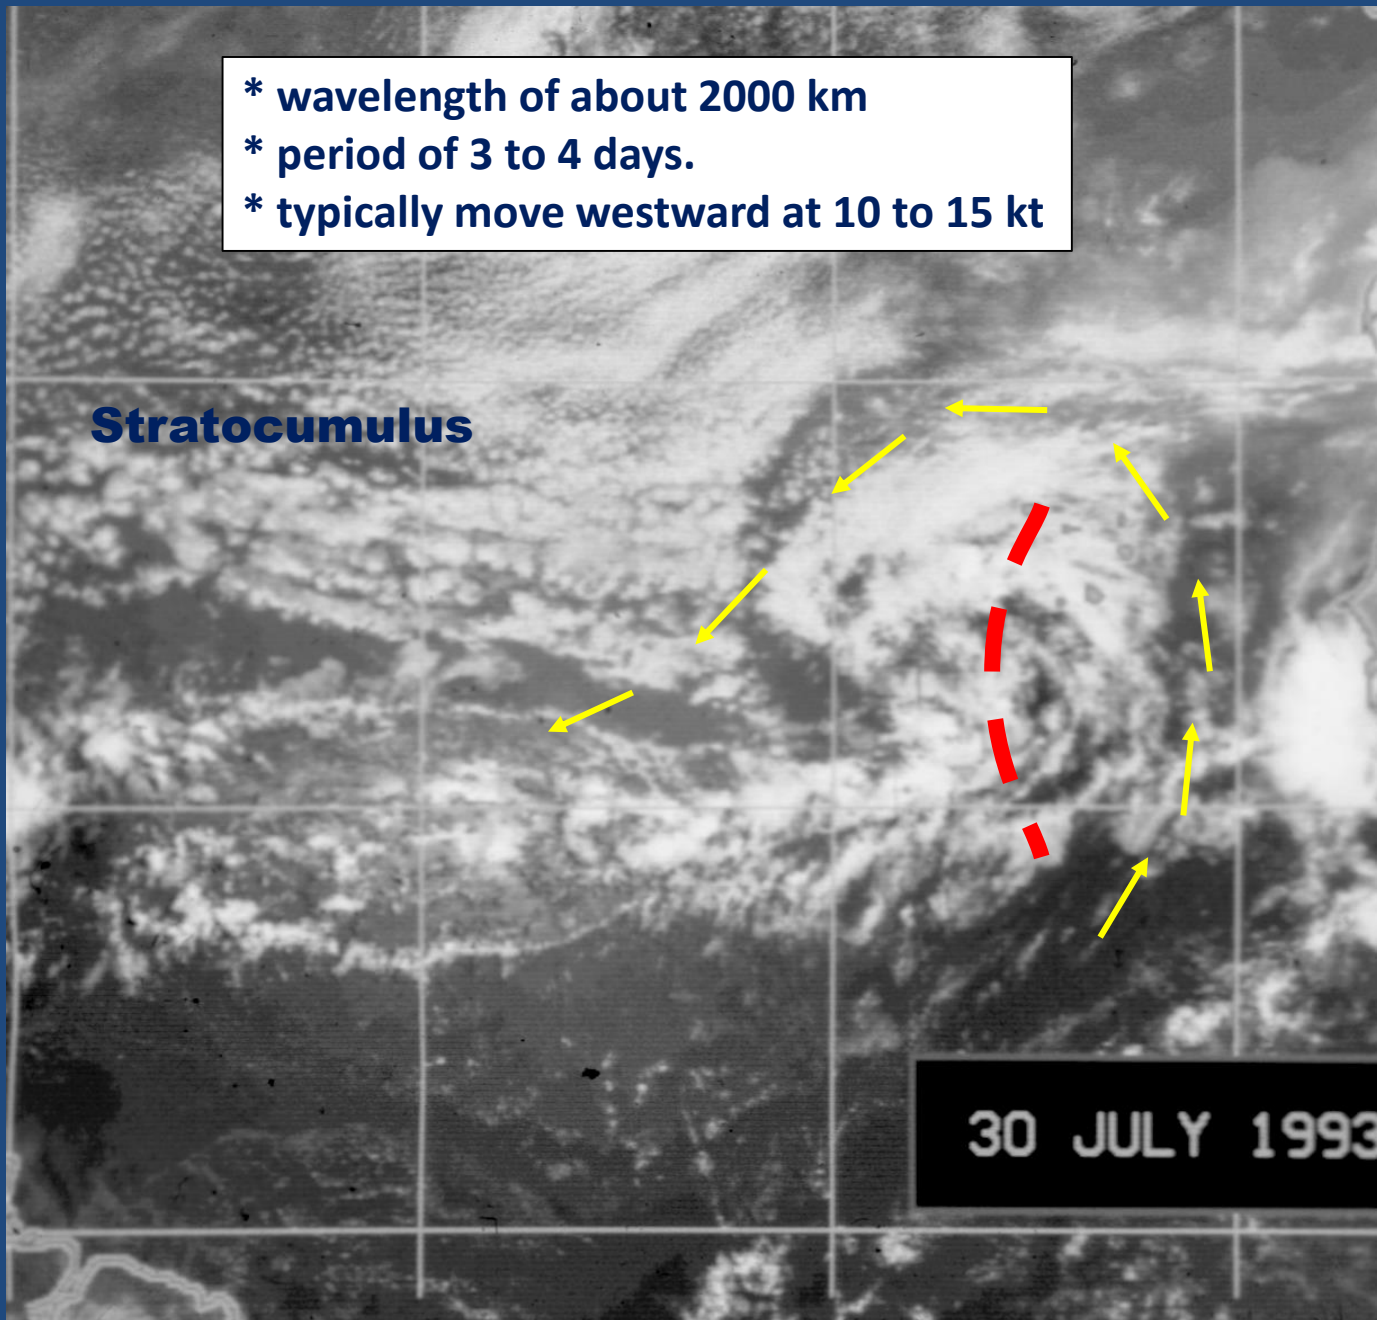 * wavelength of about 2000 km
* period of 3 to 4 days.
* typically move westward at 10 to 15 kt
Stratocumulus
30 JULY 1993